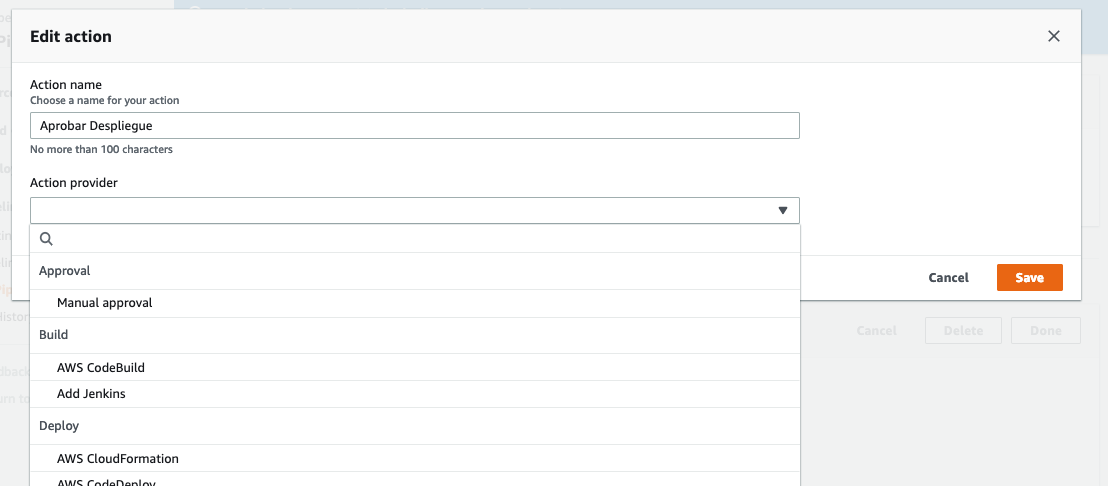 Edit action
Action name
Choose a name for your action
Aprobar Despliegue
No more than 100 characters
Action provider
Approval
Manual approval
Build
AWS CodeBuild
Add Jenkins
Deploy
AWS CloudFormation
AWS CodeDeploy
Cancel
Save
Cancel
Delete
Done